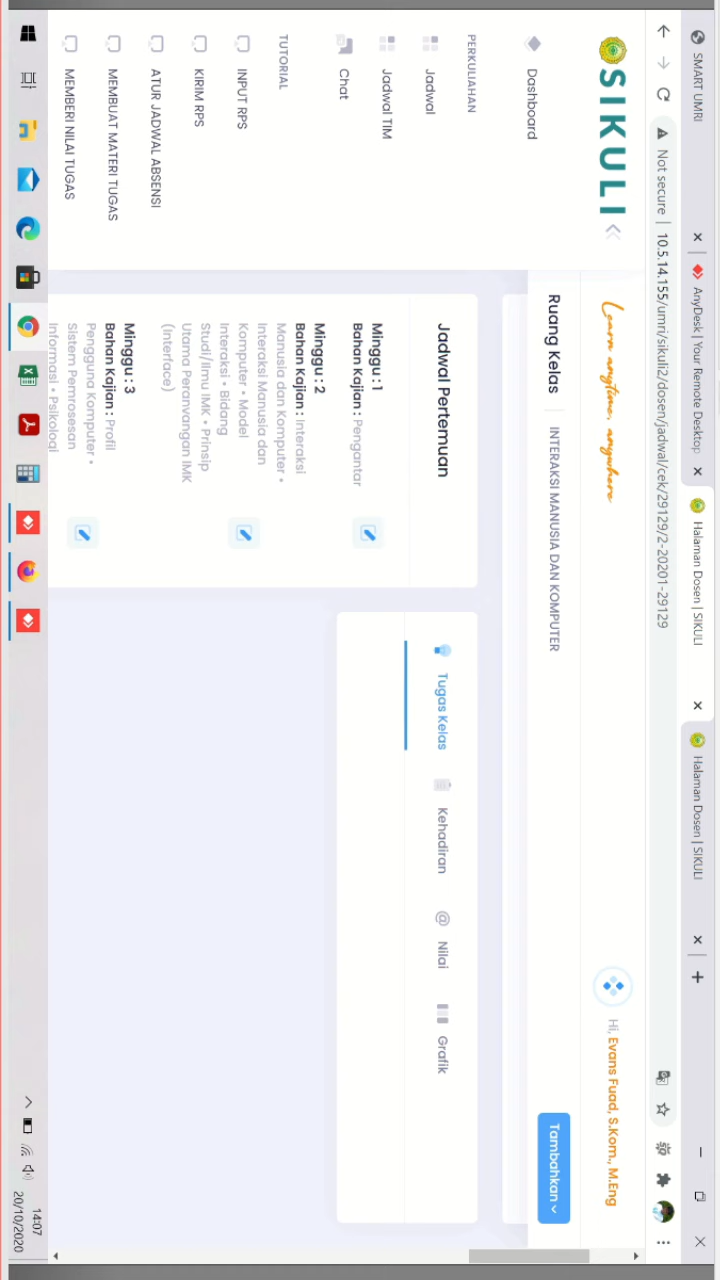 SMART UMRI
AnyDesk | Your Remote Desktop
Halaman Dosen | SIKULI
Halaman Dosen | SIKULI
Not secure | 10.5.14.155/umri/sikuli2/dosen/jadwal/cek/29129/2-20201-29129
SIKULI
Learn anytime, anywhere
Hi, Evans Fuad, S.Kom., M.Eng
Dashboard
PERKULIAHAN
Jadwal
Jadwal TIM
Chat
TUTORIAL
INPUT RPS
KIRIM RPS
ATUR JADWAL ABSENSI
MEMBUAT MATERI TUGAS
MEMBERI NILAI TUGAS
Ruang Kelas
INTERAKSI MANUSIA DAN KOMPUTER
Tambahkan
Jadwal Pertemuan
Minggu : 1
Bahan Kajian : Pengantar
Minggu : 2
Bahan Kajian : Interaksi
Manusia dan Komputer •
Interaksi Manusia dan
Komputer • Model
Interaksi • Bidang
Studi/Ilmu IMK • Prinsip
Utama Peranvangan IMK
(Interface)
Minggu : 3
Bahan Kajian : Profil
Pengguna Komputer •
Sistem Pemrosesan
Informasi • Psikologi
Tugas Kelas
Kehadiran
Nilai
Grafik
14:07
20/10/2020